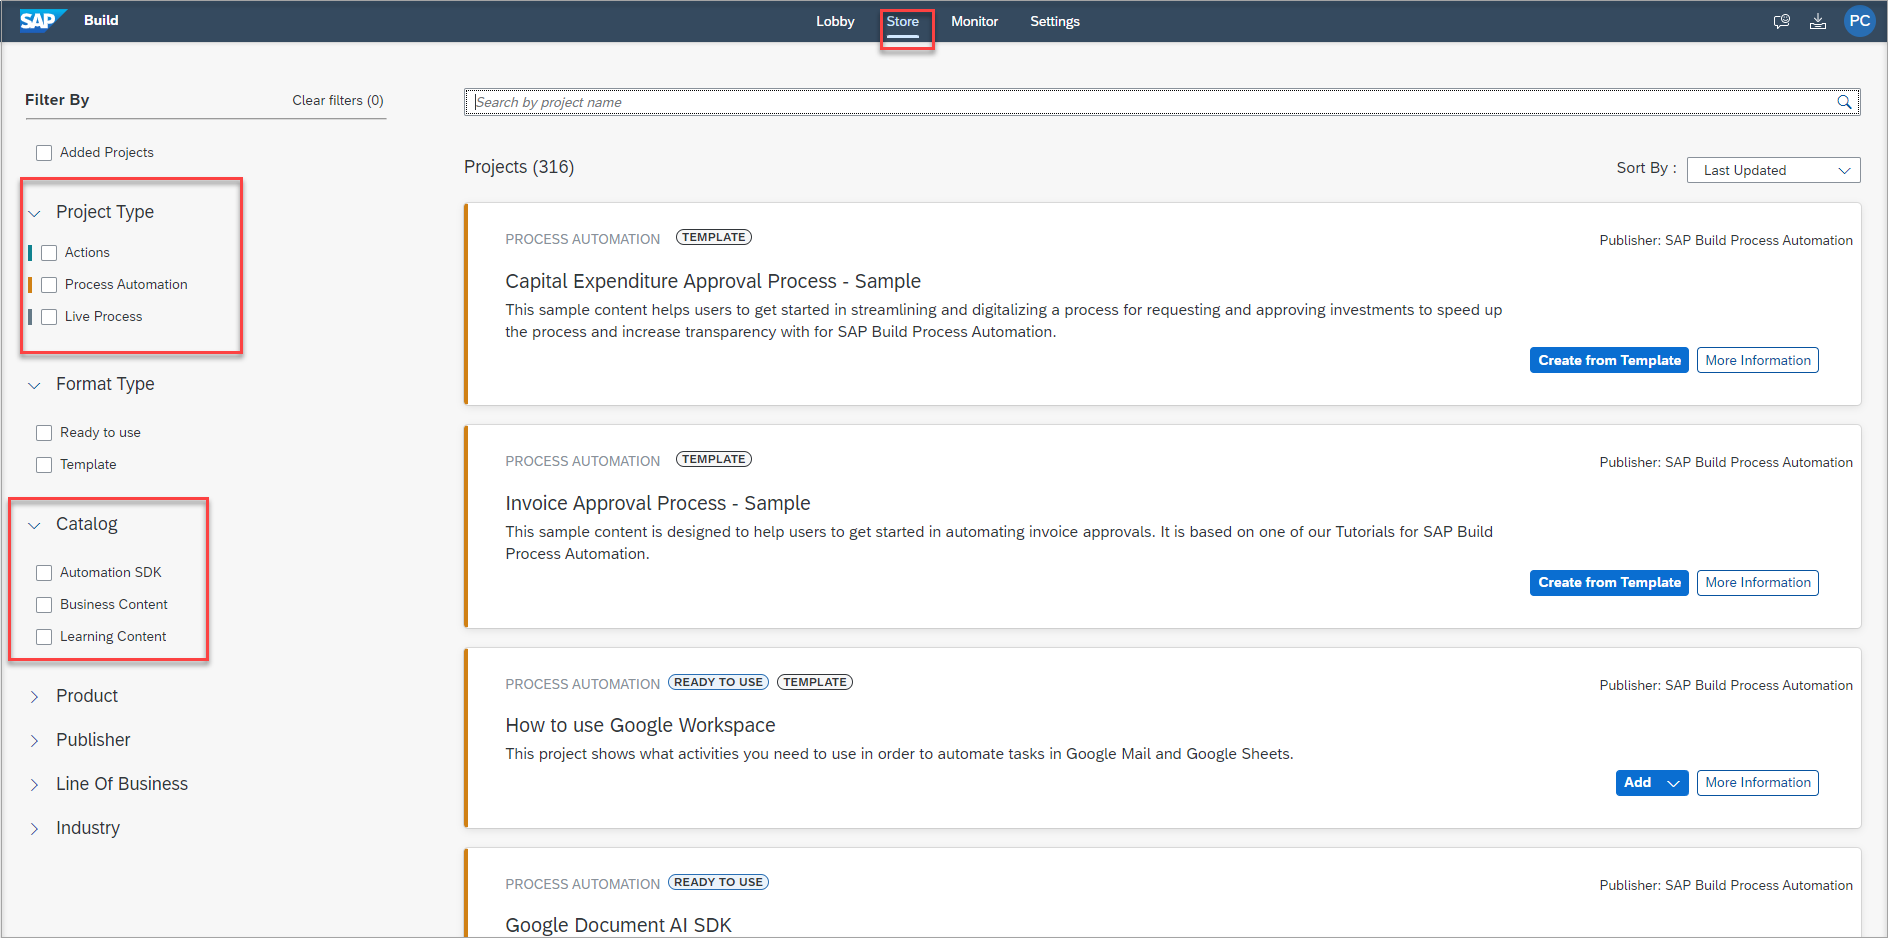 SAP Build Lobby Store Monitor Settings PC
Filter By Clear filters (0)
Added Projects
Project Type
Actions
Process Automation
Live Process
Format Type
Ready to use
Template
Catalog
Automation SDK
Business Content
Learning Content
Product
Publisher
Line Of Business
Industry
Search by project name
Projects (316) Sort By : Last Updated
PROCESS AUTOMATION TEMPLATE Publisher: SAP Build Process Automation
Capital Expenditure Approval Process - Sample
This sample content helps users to get started in streamlining and digitalizing a process for requesting and approving investments to speed up
the process and increase transparency with for SAP Build Process Automation.
Create from Template More Information
PROCESS AUTOMATION TEMPLATE Publisher: SAP Build Process Automation
Invoice Approval Process - Sample
This sample content is designed to help users to get started in automating invoice approvals. It is based on one of our Tutorials for SAP Build
Process Automation.
Create from Template More Information
PROCESS AUTOMATION READY TO USE TEMPLATE Publisher: SAP Build Process Automation
How to use Google Workspace
This project shows what activities you need to use in order to automate tasks in Google Mail and Google Sheets.
Add More Information
PROCESS AUTOMATION READY TO USE Publisher: SAP Build Process Automation
Google Document AI SDK